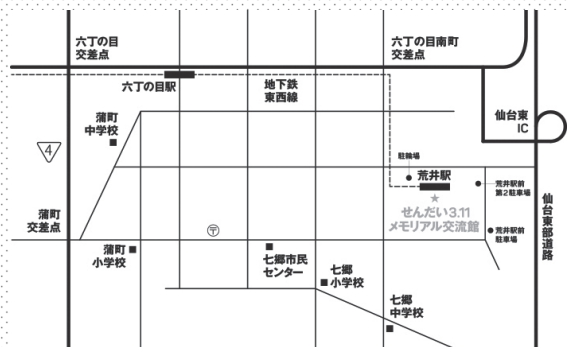 六丁の目
交差点
六丁の目南町
交差点
六丁の目駅
地下鉄
東西線
仙台東
IC
蒲町
中学校
4
駐輪場
荒井駅
荒井駅前
第2駐車場
せんだい3.11
メモリアル交流館
仙台東部道路
蒲町
交差点
荒井駅前
駐車場
〒
蒲町
小学校
七郷市民
センター
七郷
小学校
七郷
中学校